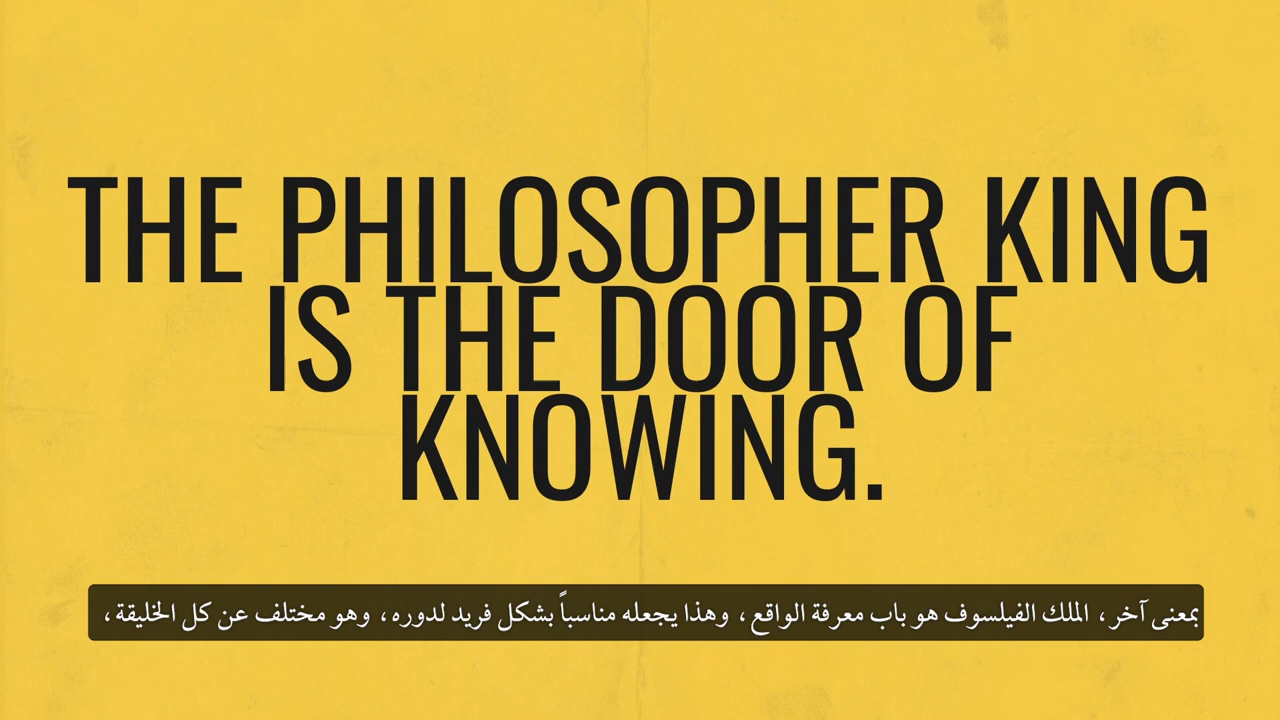 THE PHILOSOPHER KING
IS THE DOOR OF
KNOWING.
بمعنى آخر، الملك الفيلسوف هو باب معرفة الواقع، وهذا يجعله مناسباً بشكل فريد لدوره، وهو مختلف عن كل الخليقة،